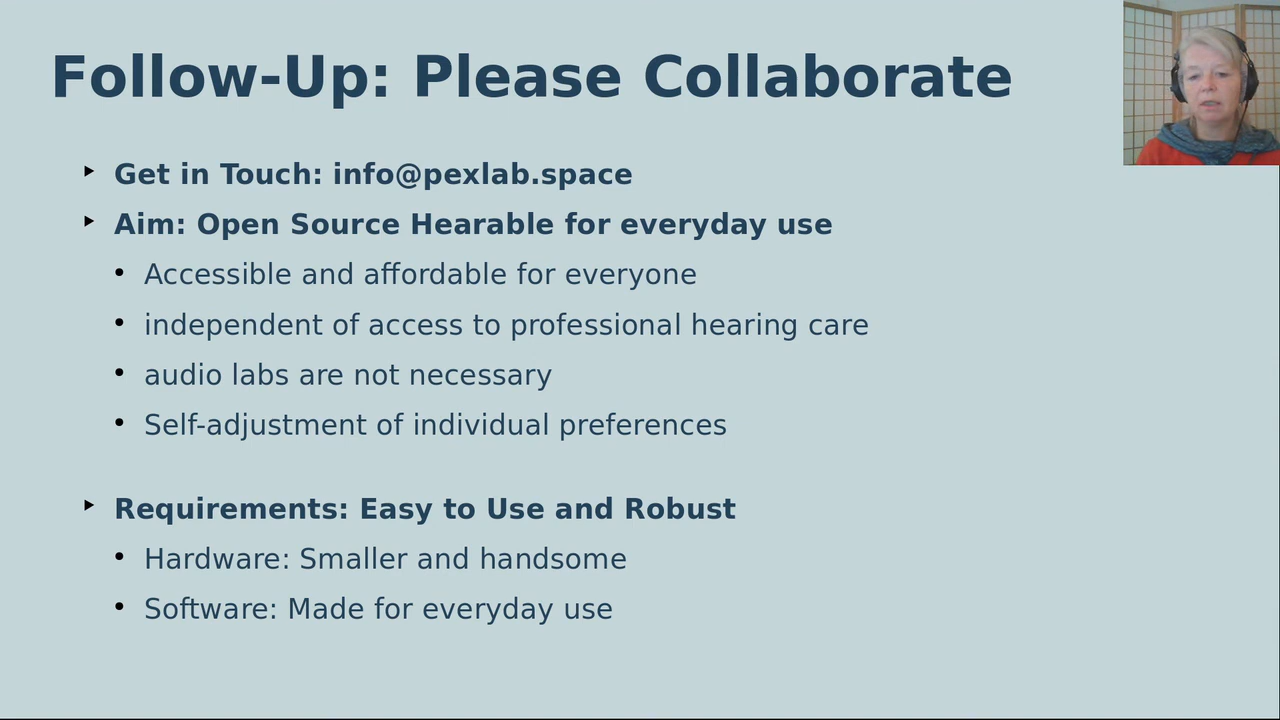 Follow-Up: Please Collaborate
Get in Touch: info@pexlab.space
Aim: Open Source Hearable for everyday use
Accessible and affordable for everyone
independent of access to professional hearing care
audio labs are not necessary
Self-adjustment of individual preferences
Requirements: Easy to Use and Robust
Hardware: Smaller and handsome
Software: Made for everyday use